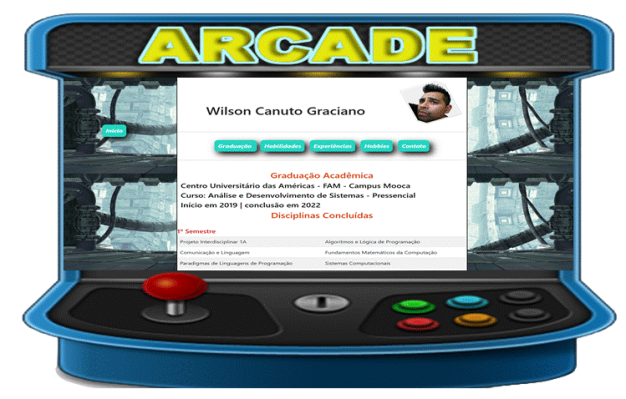 ARCADE
Wilson Canuto Graciano
Início
Graduação Habilidades Experiências Hobbies Contato
Graduação Acadêmica
Centro Universitário das Américas - FAM - Campus Mooca
Curso: Análise e Desenvolvimento de Sistemas - Pressencial
Início em 2019 | conclusão em 2022
Disciplinas Concluídas
1º Semestre
Projeto Interdisciplinar 1A Algoritmos e Lógica de Programação
Comunicação e Linguagem Fundamentos Matemáticos da Computação
Paradigmas de Linguagens de Programação Sistemas Computacionais